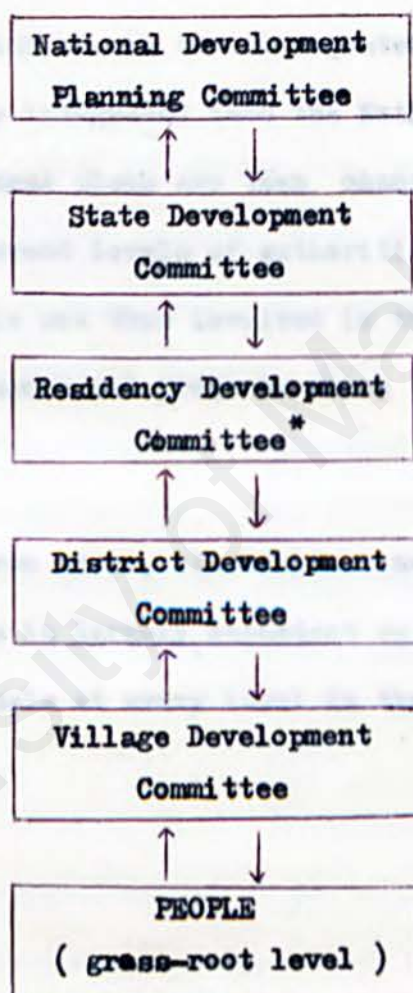 National Development
Planning Committee
State Development
Committee
Residency Development
Committee*
District Development
Committee
Village Development
Committee
PEOPLE
( grass-root level )